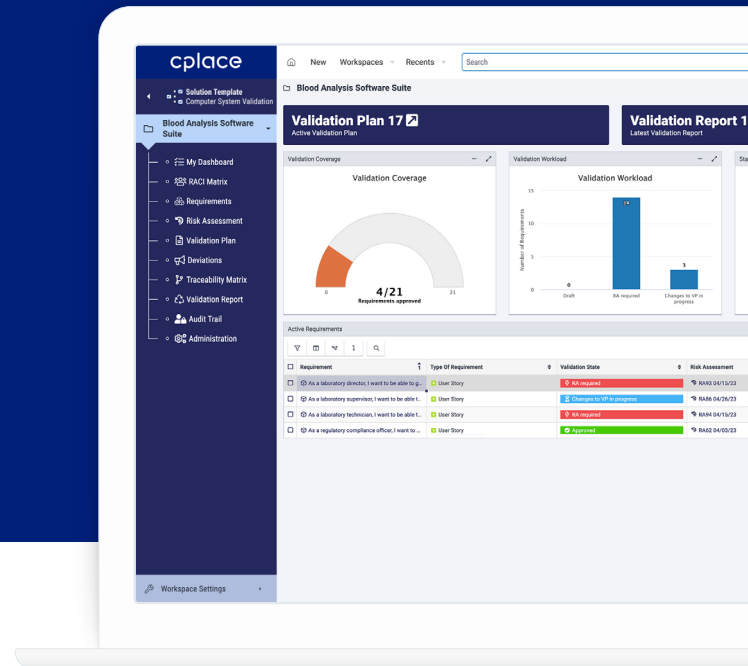 cplace
New Workspaces Recents Search
Solution Template
Computer System Validation
Blood Analysis Software Suite
Blood Analysis Software
Suite
My Dashboard
RACI Matrix
Requirements
Risk Assessment
Validation Plan
Deviations
Traceability Matrix
Validation Report
Audit Trail
Administration
Workspace Settings
Validation Plan 17
Active Validation Plan
Validation Report 1
Latest Validation Report
Validation Coverage
Validation Coverage
0
4/21
21
Requirements approved
Validation Workload
Validation Workload
Number of Requirements
15
10
5
0
0
14
3
Draft
RA required
Changes to VP in
progress
Sta
Active Requirements
Requirement Type Of Requirement Validation State Risk Assessment
As a laboratory director, I want to be able to g... User Story RA required RA93 04/15/23
As a laboratory supervisor, I want to be able t... User Story Changes to VP in progress RA86 04/26/23
As a laboratory technician, I want to be able t... User Story RA required RA94 04/15/23
As a regulatory compliance officer, I want to ... User Story Approved RA62 04/03/23